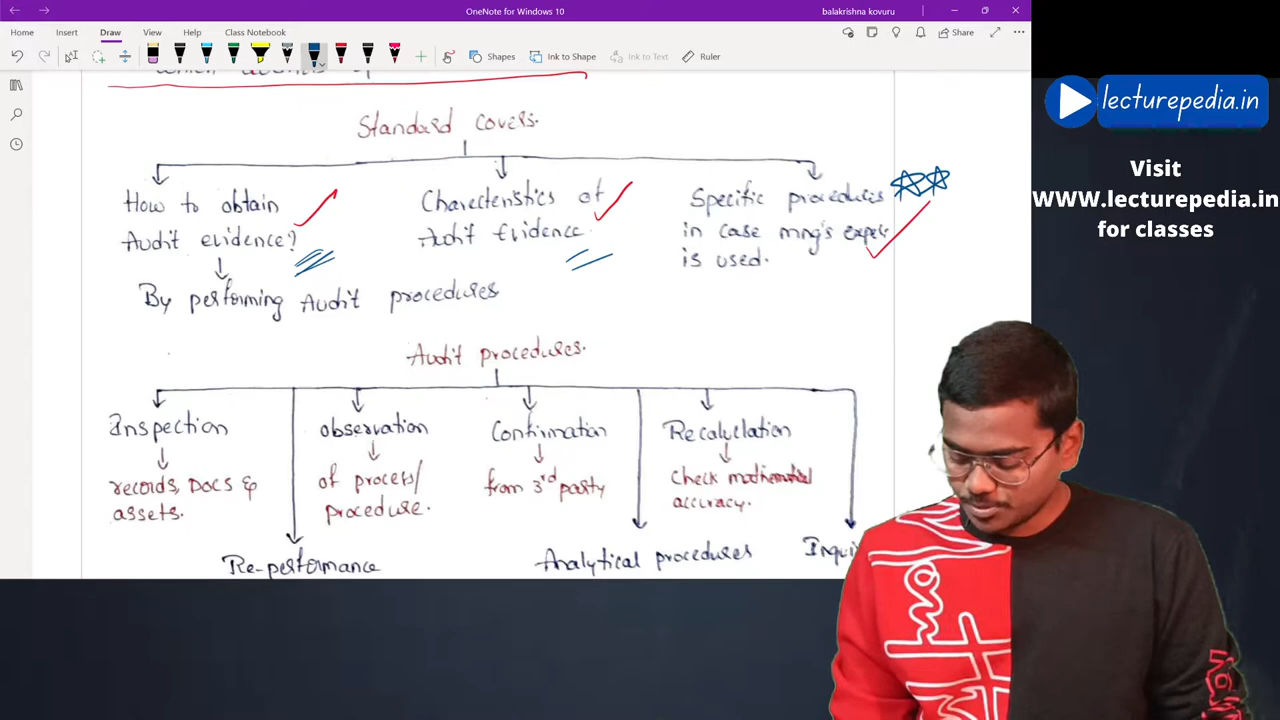 OneNote for Windows 10
balakrishna kovuru
Home Insert Draw View Help Class Notebook
Share
Shapes
Ink to Shape
Ink to Text
Ruler
lecturepedia.in
Visit
www.lecturepedia.in
for classes
Standard covers.
How to obtain
Audit evidence?
Characteristics of
Audit Evidence
Specific procedures
in case mng's expert
is used.
By performing Audit procedures
Audit procedures.
Inspection
records, Docs &
assets.
observation
of process/
procedure.
Confirmation
from 3rd party
Recalculation
check mathematical
accuracy.
Re-performance
Analytical procedures